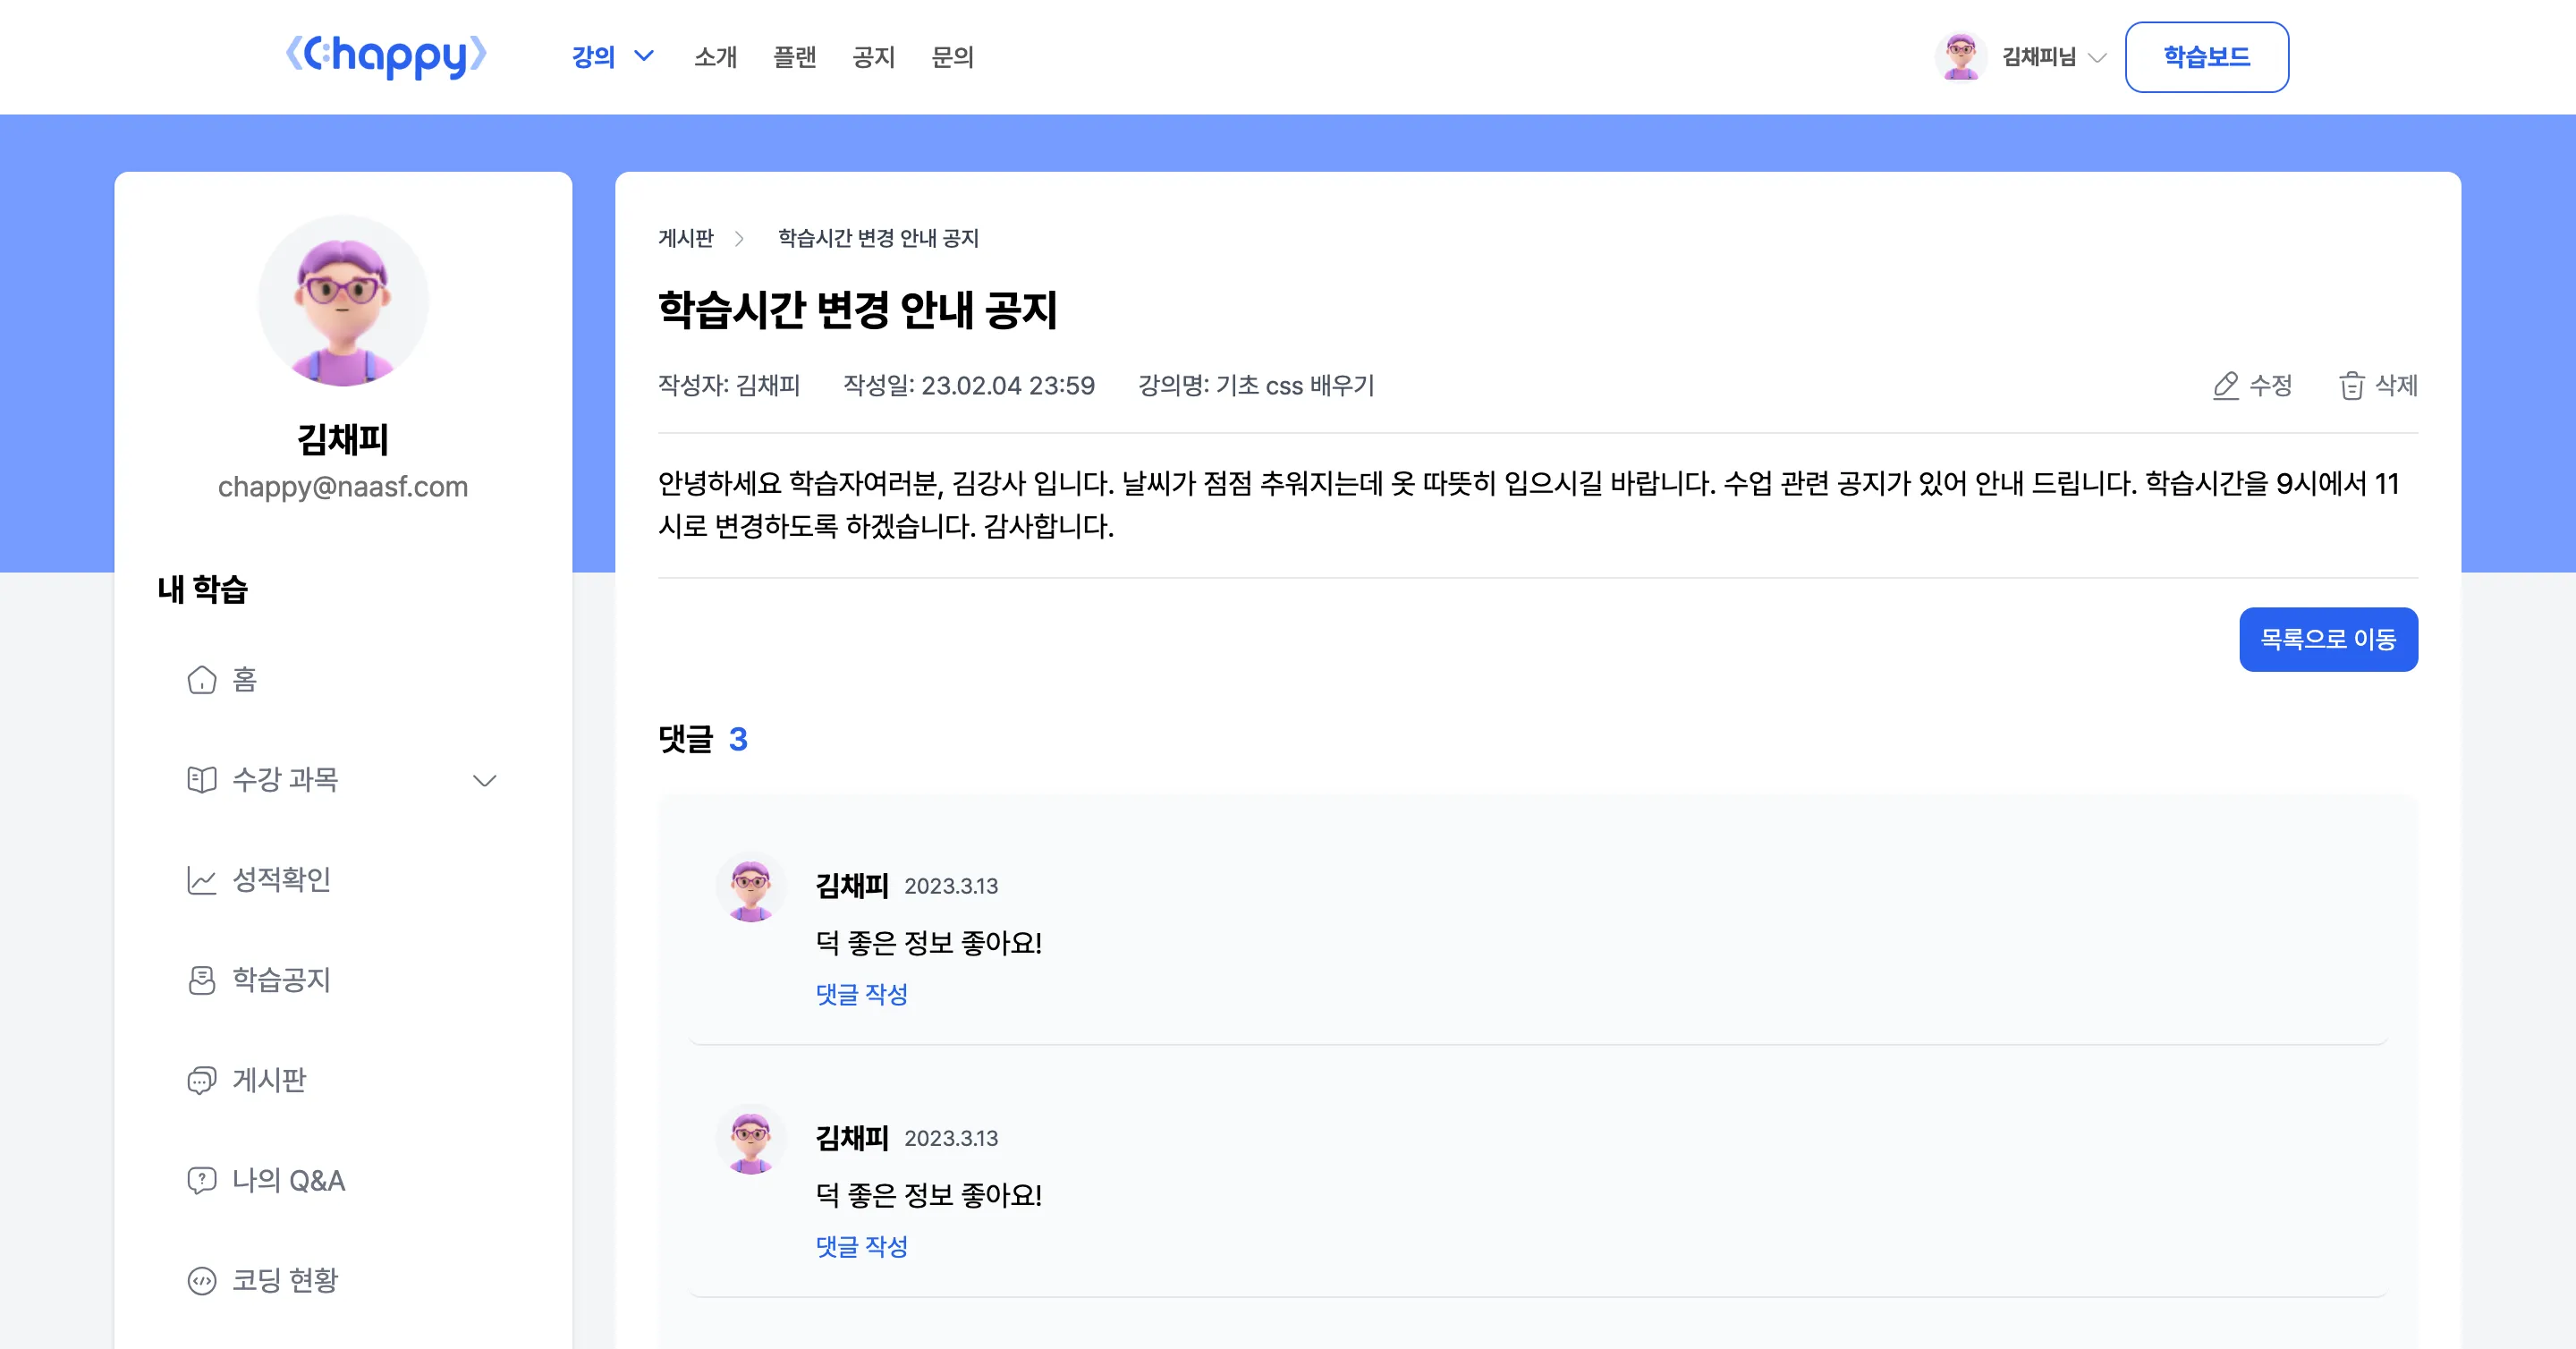 Chappy
강의 소개 플랜 공지 문의
김채피님 학습보드
김채피
chappy@naasf.com
내 학습
홈
수강 과목
성적확인
학습공지
게시판
나의 Q&A
코딩 현황
게시판 학습시간 변경 안내 공지
학습시간 변경 안내 공지
작성자: 김채피 작성일: 23.02.04 23:59 강의명: 기초 css 배우기 수정 삭제
안녕하세요 학습자여러분, 김강사 입니다. 날씨가 점점 추워지는데 옷 따뜻히 입으시길 바랍니다. 수업 관련 공지가 있어 안내 드립니다. 학습시간을 9시에서 11
시로 변경하도록 하겠습니다. 감사합니다.
목록으로 이동
댓글 3
김채피 2023.3.13
덕 좋은 정보 좋아요!
댓글 작성
김채피 2023.3.13
덕 좋은 정보 좋아요!
댓글 작성